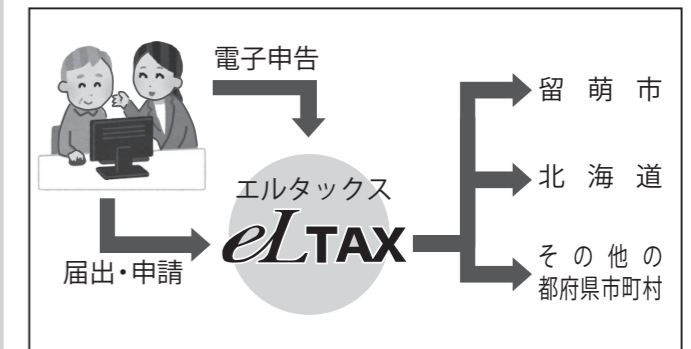 電子申告
エルタックス
eLTAX
届出・申請
留萌市
北海道
その他の
都府県市町村